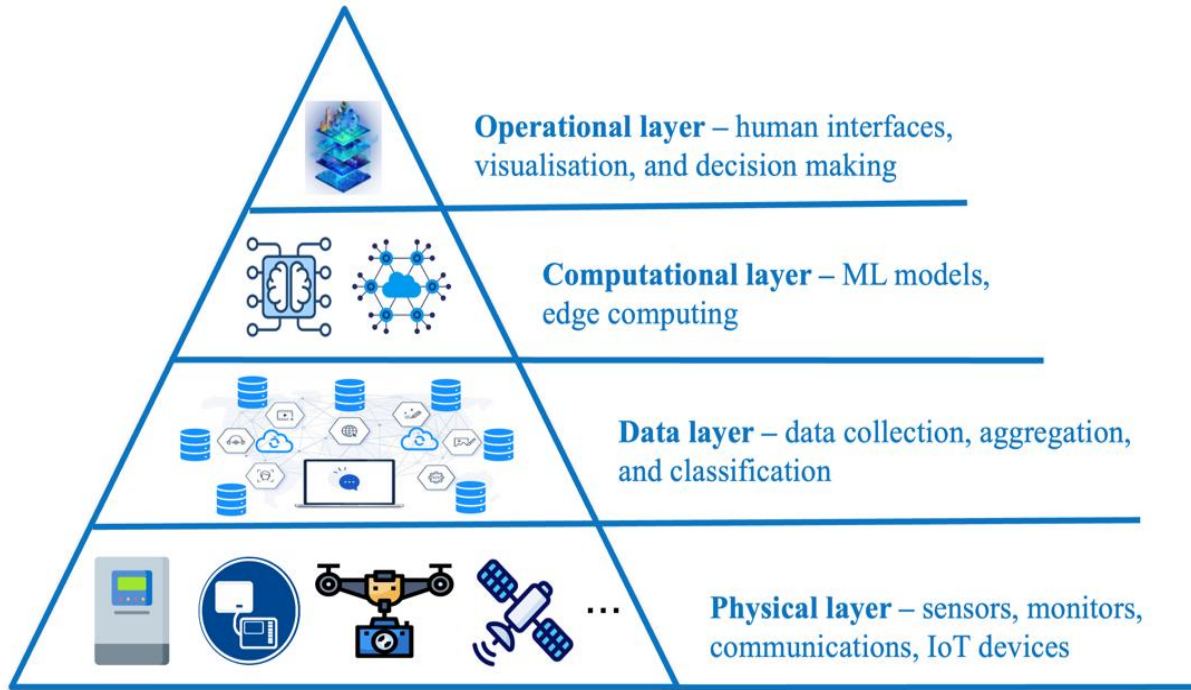 Operational layer – human interfaces,
visualisation, and decision making
Computational layer – ML models,
edge computing
Data layer – data collection, aggregation,
and classification
...
Physical layer – sensors, monitors,
communications, IoT devices